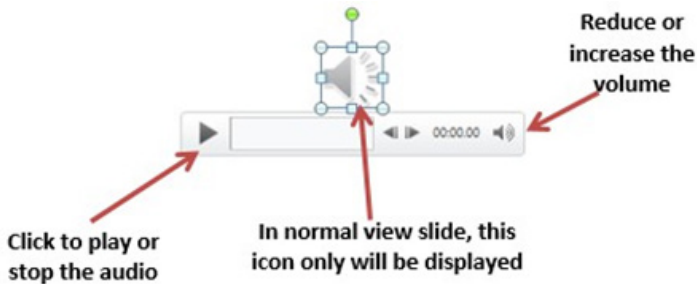 Reduce or
increase the
volume
00:00.00
Click to play or
stop the audio
In normal view slide, this
icon only will be displayed